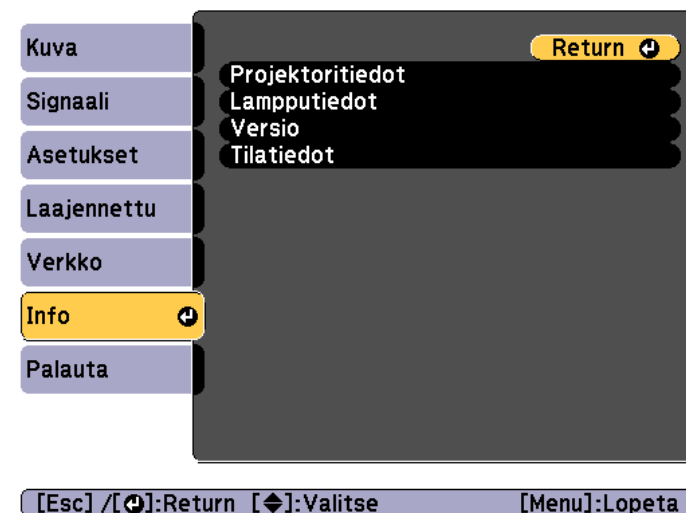 Kuva
Signaali
Asetukset
Laajennettu
Verkko
Info
Palauta
Return
Projektoritiedot
Lampputiedot
Versio
Tilatiedot
[Esc] /[ ]:Return [ ]:Valitse [Menu]:Lopeta